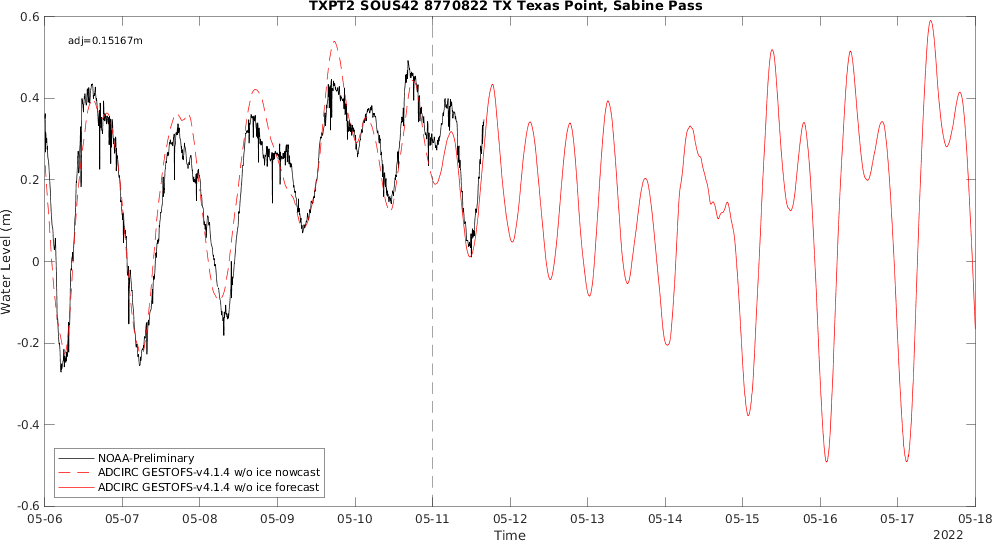 TXPT2 SOUS42 8770822 TX Texas Point, Sabine Pass
adj=0.15167m
0.6
0.4
0.2
0
-0.2
-0.4
-0.6
Water Level (m)
NOAA-Preliminary
ADCIRC GESTOFS-v4.1.4 w/o ice nowcast
ADCIRC GESTOFS-v4.1.4 w/o ice forecast
05-06 05-07 05-08 05-09 05-10 05-11 05-12 05-13 05-14 05-15 05-16 05-17 05-18
Time
2022